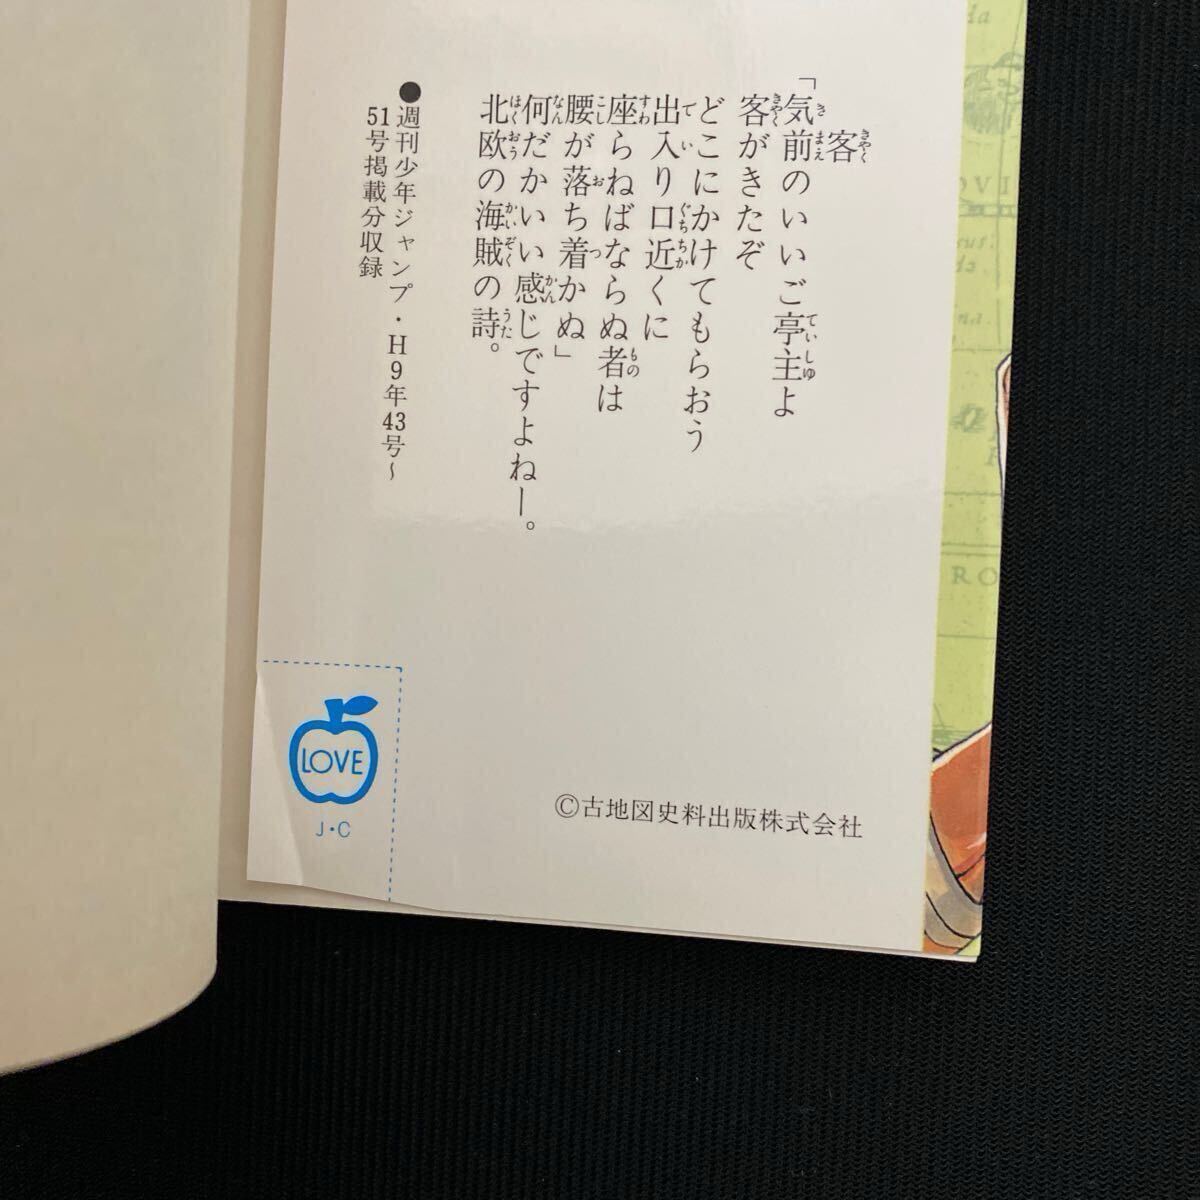 客
「気前のいいご亭主よ
客がきたぞ
どこにかけてもらおう
出入り口近くに
座らねばならぬ者は
腰が落ち着かぬ」
何だかいい感じですよねー。
北欧の海賊の詩。
●週刊少年ジャンプ・H9年43号〜
51号掲載分収録
LOVE
J・C
©古地図史料出版株式会社
da
OVI
RO